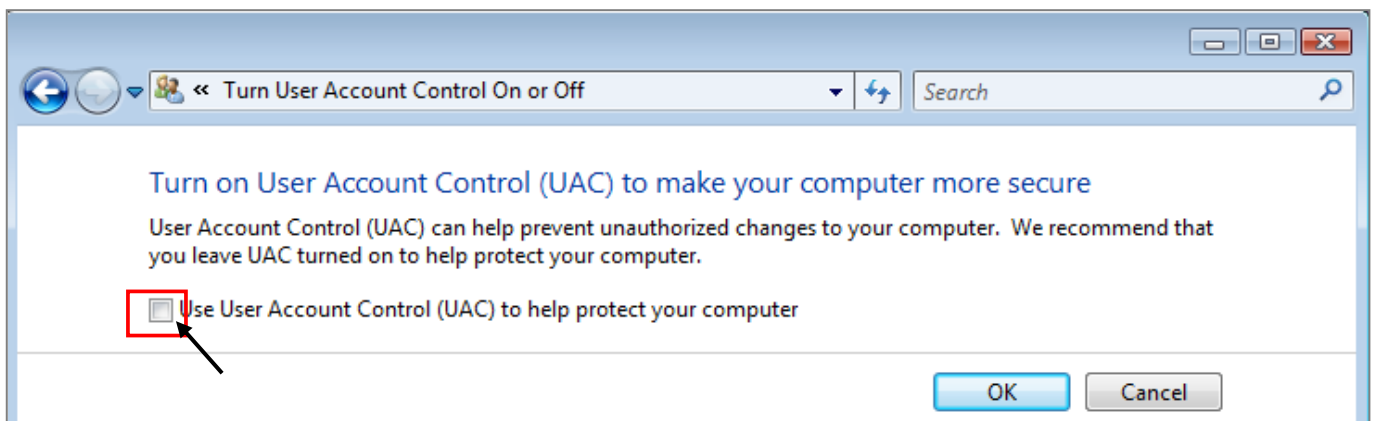 « Turn User Account Control On or Off
Search
Turn on User Account Control (UAC) to make your computer more secure
User Account Control (UAC) can help prevent unauthorized changes to your computer. We recommend that
you leave UAC turned on to help protect your computer.
Use User Account Control (UAC) to help protect your computer
OK
Cancel